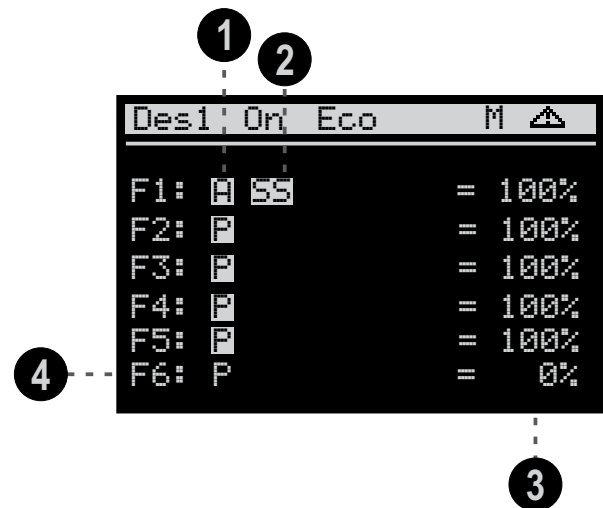 1
2
Des1 On Eco M ⚠
F1: A SS = 100%
F2: P = 100%
F3: P = 100%
F4: P = 100%
F5: P = 100%
4
F6: P = 0%
3